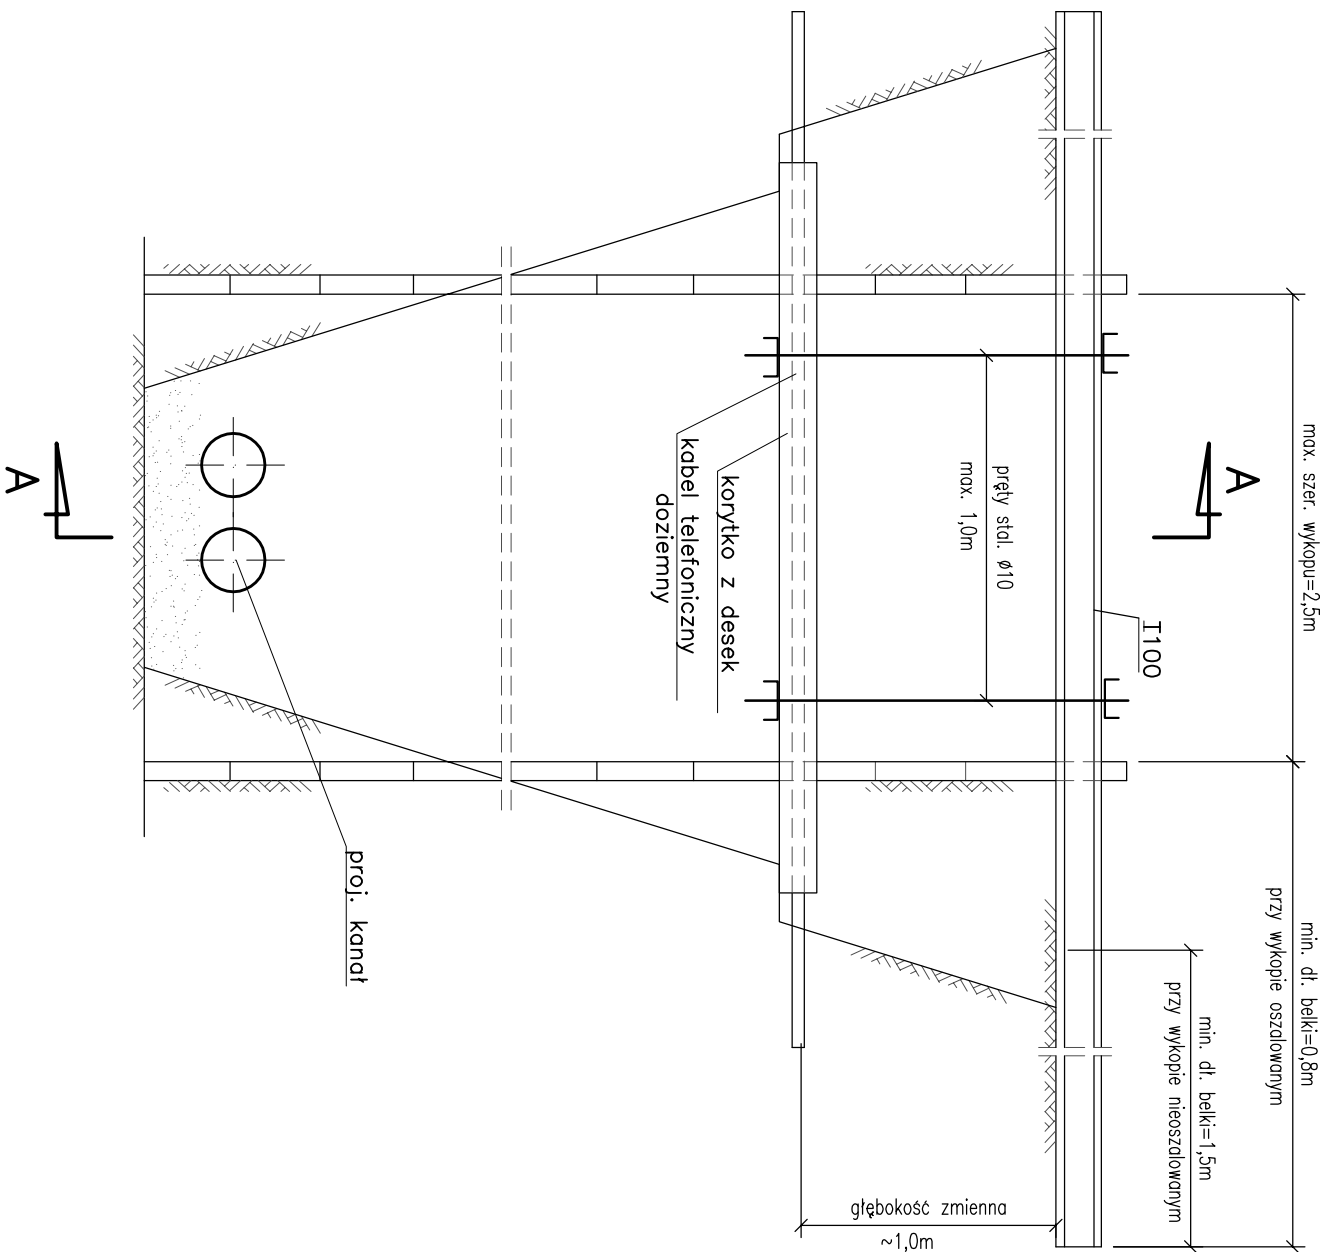 max. szer. wykopu=2,5m
min. dł. belki=0,8m
przy wykopie oszalowanym
min. dł. belki=1,5m
przy wykopie nieoszalowanym
A
I100
pręty stal. ø10
max. 1,0m
korytko z desek
kabel telefoniczny
doziemny
głębokość zmienna
~1,0m
proj. kanał
A